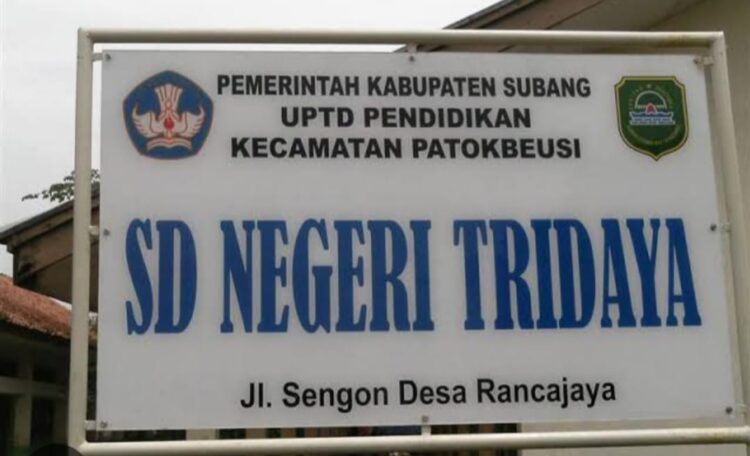 PEMERINTAH KABUPATEN SUBANG
UPTD PENDIDIKAN
KECAMATAN PATOKBEUSI
SD NEGERI TRIDAYA
Jl. Sengon Desa Rancajaya